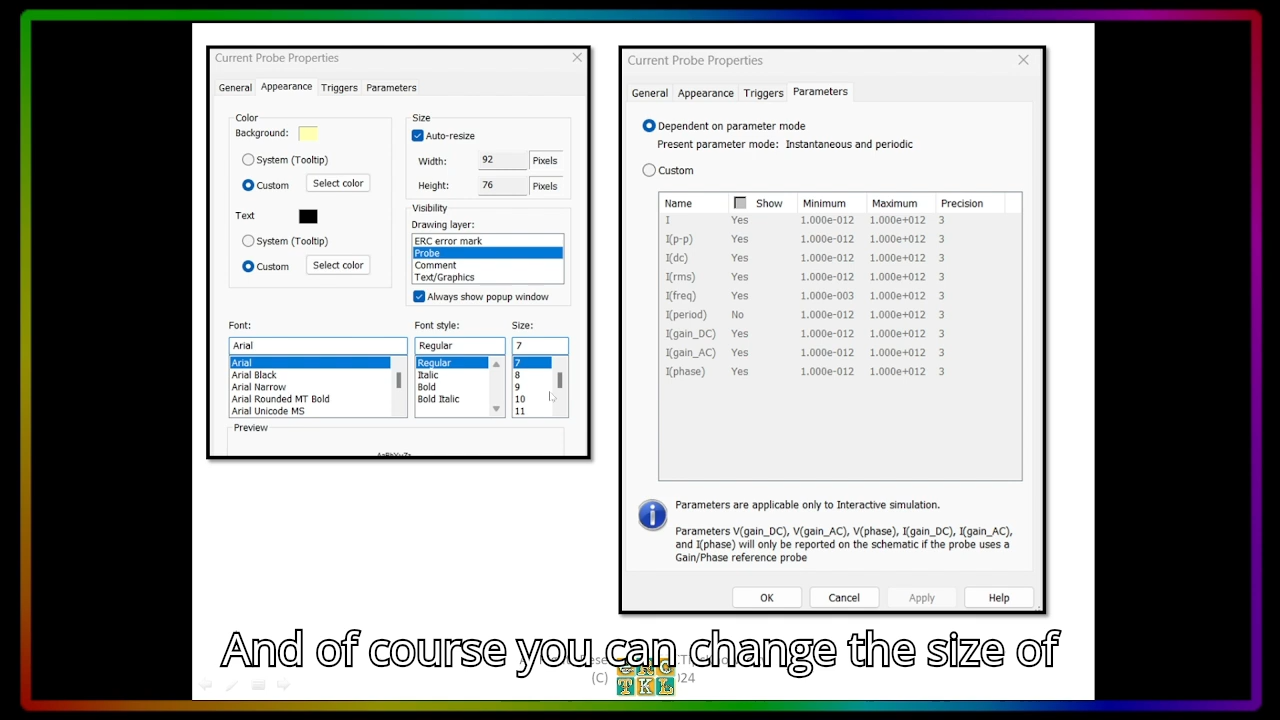 Current Probe Properties
General Appearance Triggers Parameters
Color
Background:
System (Tooltip)
Custom Select color
Text
System (Tooltip)
Custom Select color
Size
Auto-resize
Width: 92 Pixels
Height: 76 Pixels
Visibility
Drawing layer:
ERC error mark
Probe
Comment
Text/Graphics
Always show popup window
Font: Font style: Size:
Arial Regular 7
Arial Regular 7
Arial Black Italic 8
Arial Narrow Bold 9
Arial Rounded MT Bold Bold Italic 10
Arial Unicode MS 11
Preview
Current Probe Properties
General Appearance Triggers Parameters
Dependent on parameter mode
Present parameter mode: Instantaneous and periodic
Custom
Name Show Minimum Maximum Precision
I Yes 1.000e-012 1.000e+012 3
I(p-p) Yes 1.000e-012 1.000e+012 3
I(dc) Yes 1.000e-012 1.000e+012 3
I(rms) Yes 1.000e-012 1.000e+012 3
I(freq) Yes 1.000e-003 1.000e+012 3
I(period) No 1.000e-012 1.000e+012 3
I(gain_DC) Yes 1.000e-012 1.000e+012 3
I(gain_AC) Yes 1.000e-012 1.000e+012 3
I(phase) Yes 1.000e-012 1.000e+012 3
Parameters are applicable only to Interactive simulation.
Parameters V(gain_DC), V(gain_AC), V(phase), I(gain_DC), I(gain_AC),
and I(phase) will only be reported on the schematic if the probe uses a
Gain/Phase reference probe
OK Cancel Apply Help
And of course you can change the size of
(C)
TKL